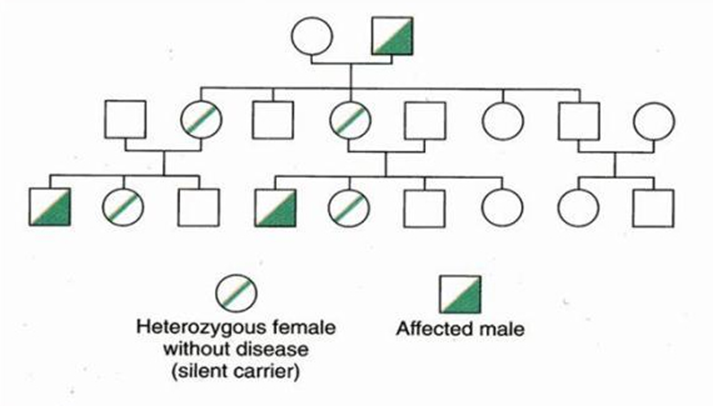 Heterozygous female
without disease
(silent carrier)
Affected male